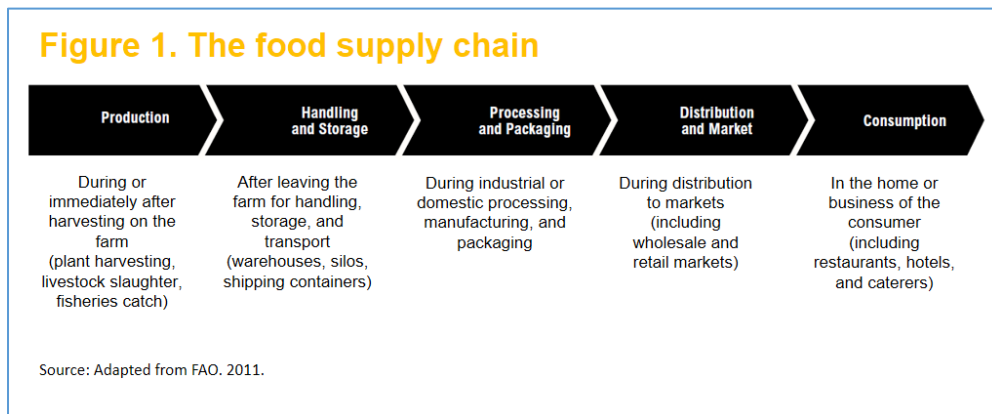 Figure 1. The food supply chain
Production
Handling
and Storage
Processing
and Packaging
Distribution
and Market
Consumption
During or
immediately after
harvesting on the
farm
(plant harvesting,
livestock slaughter,
fisheries catch)
After leaving the
farm for handling,
storage, and
transport
(warehouses, silos,
shipping containers)
During industrial or
domestic processing,
manufacturing, and
packaging
During distribution
to markets
(including
wholesale and
retail markets)
In the home or
business of the
consumer
(including
restaurants, hotels,
and caterers)
Source: Adapted from FAO. 2011.